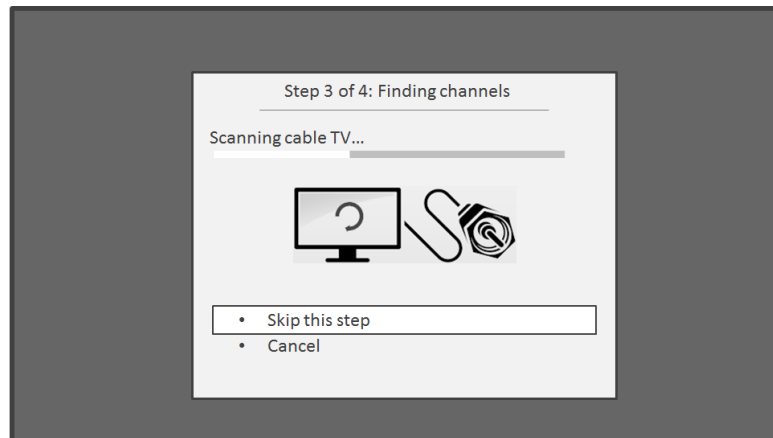 Step 3 of 4: Finding channels
Scanning cable TV...
• Skip this step
• Cancel